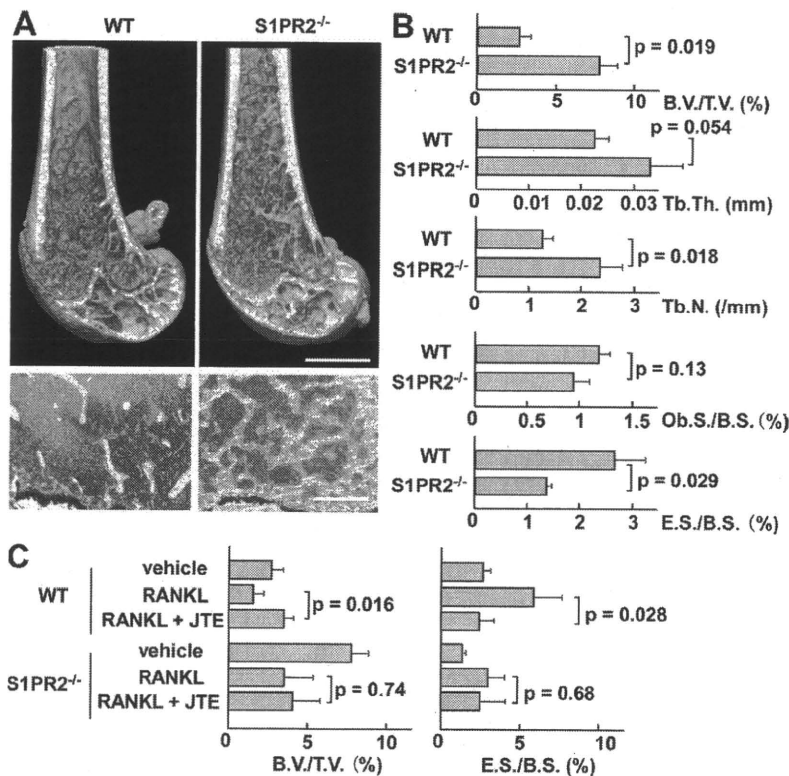 A
WT
S1PR2-/-
B
WT
S1PR2-/-
p = 0.019
0 5 10 B.V./T.V. (%)
WT
S1PR2-/-
p = 0.054
0 0.01 0.02 0.03 Tb.Th. (mm)
WT
S1PR2-/-
p = 0.018
0 1 2 3
Tb.N. (/mm)
WT
S1PR2-/-
p = 0.13
0 0.5 1 1.5 Ob.S./B.S. (%)
WT
S1PR2-/-
p = 0.029
0 1 2 3 E.S./B.S. (%)
C
WT
vehicle
RANKL
RANKL + JTE
p = 0.016
p = 0.028
S1PR2-/-
vehicle
RANKL
RANKL + JTE
p = 0.74
p = 0.68
0 5 10
B.V./T.V. (%)
0 5 10
E.S./B.S. (%)